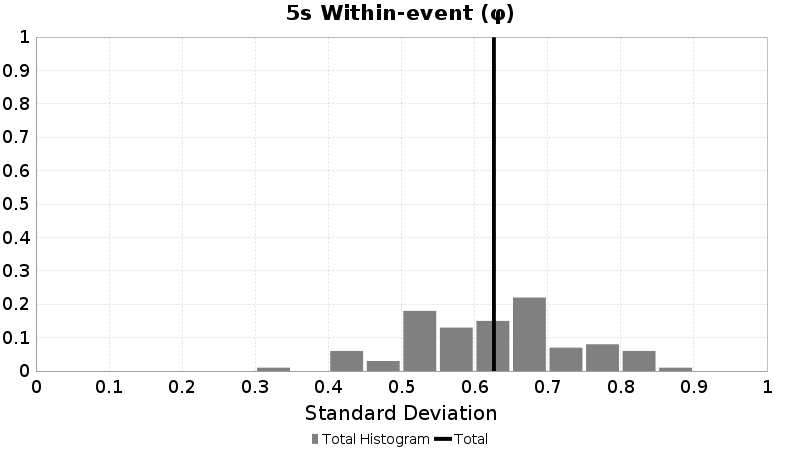 5s Within-event (φ)
1
0.9
0.8
0.7
0.6
0.5
0.4
0.3
0.2
0.1
0
0 0.1 0.2 0.3 0.4 0.5 0.6 0.7 0.8 0.9 1
Standard Deviation
Total Histogram Total